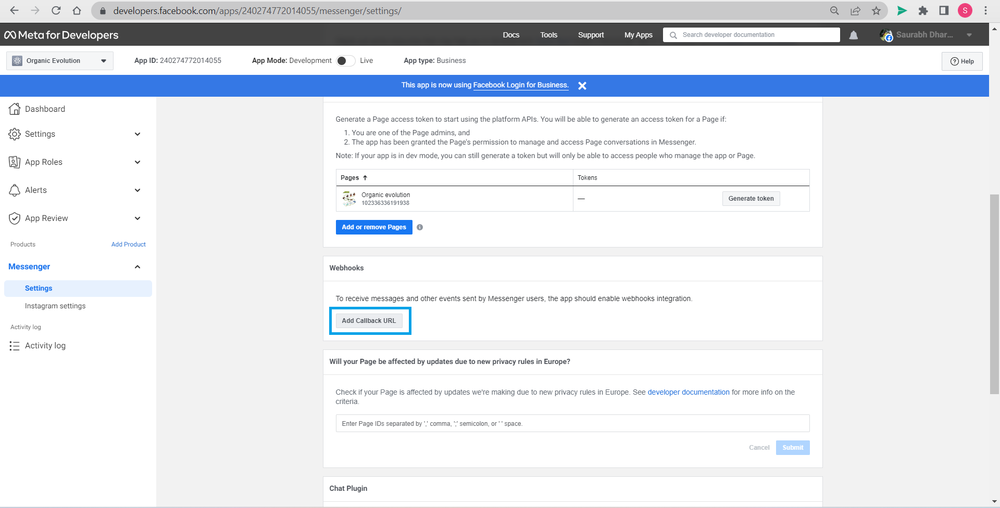 developers.facebook.com/apps/240274772014055/messenger/settings/
S
Meta for Developers
Docs
Tools
Support
My Apps
Search developer documentation
Saurabh Dhar...
Organic Evolution
App ID: 240274772014055
App Mode: Development
Live
App type: Business
Help
This app is now using Facebook Login for Business.
Dashboard
Settings
App Roles
Alerts
App Review
Products
Add Product
Messenger
Settings
Instagram settings
Activity log
Activity log
Generate a Page access token to start using the platform APIs. You will be able to generate an access token for a Page if:
1. You are one of the Page admins, and
2. The app has been granted the Page's permission to manage and access Page conversations in Messenger.
Note: If your app is in dev mode, you can still generate a token but will only be able to access people who manage the app or Page.
Pages
Tokens
Organic evolution
102336336191938
—
Generate token
Add or remove Pages
Webhooks
To receive messages and other events sent by Messenger users, the app should enable webhooks integration.
Add Callback URL
Will your Page be affected by updates due to new privacy rules in Europe?
Check if your Page is affected by updates we're making due to new privacy rules in Europe. See developer documentation for more info on the
criteria.
Enter Page IDs separated by ',' comma, ';' semicolon, or ' ' space.
Cancel
Submit
Chat Plugin